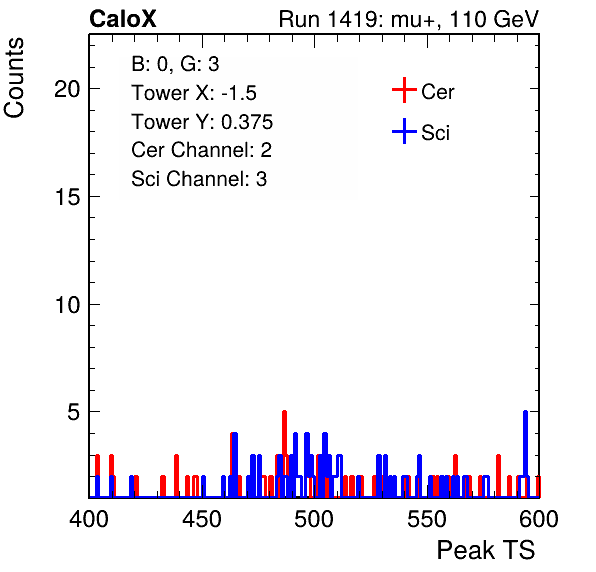 CaloX Run 1419: mu+, 110 GeV
B: 0, G: 3
Tower X: -1.5
Tower Y: 0.375
Cer Channel: 2
Sci Channel: 3
Cer
Sci
Counts
20
15
10
5
400 450 500 550 600
Peak TS